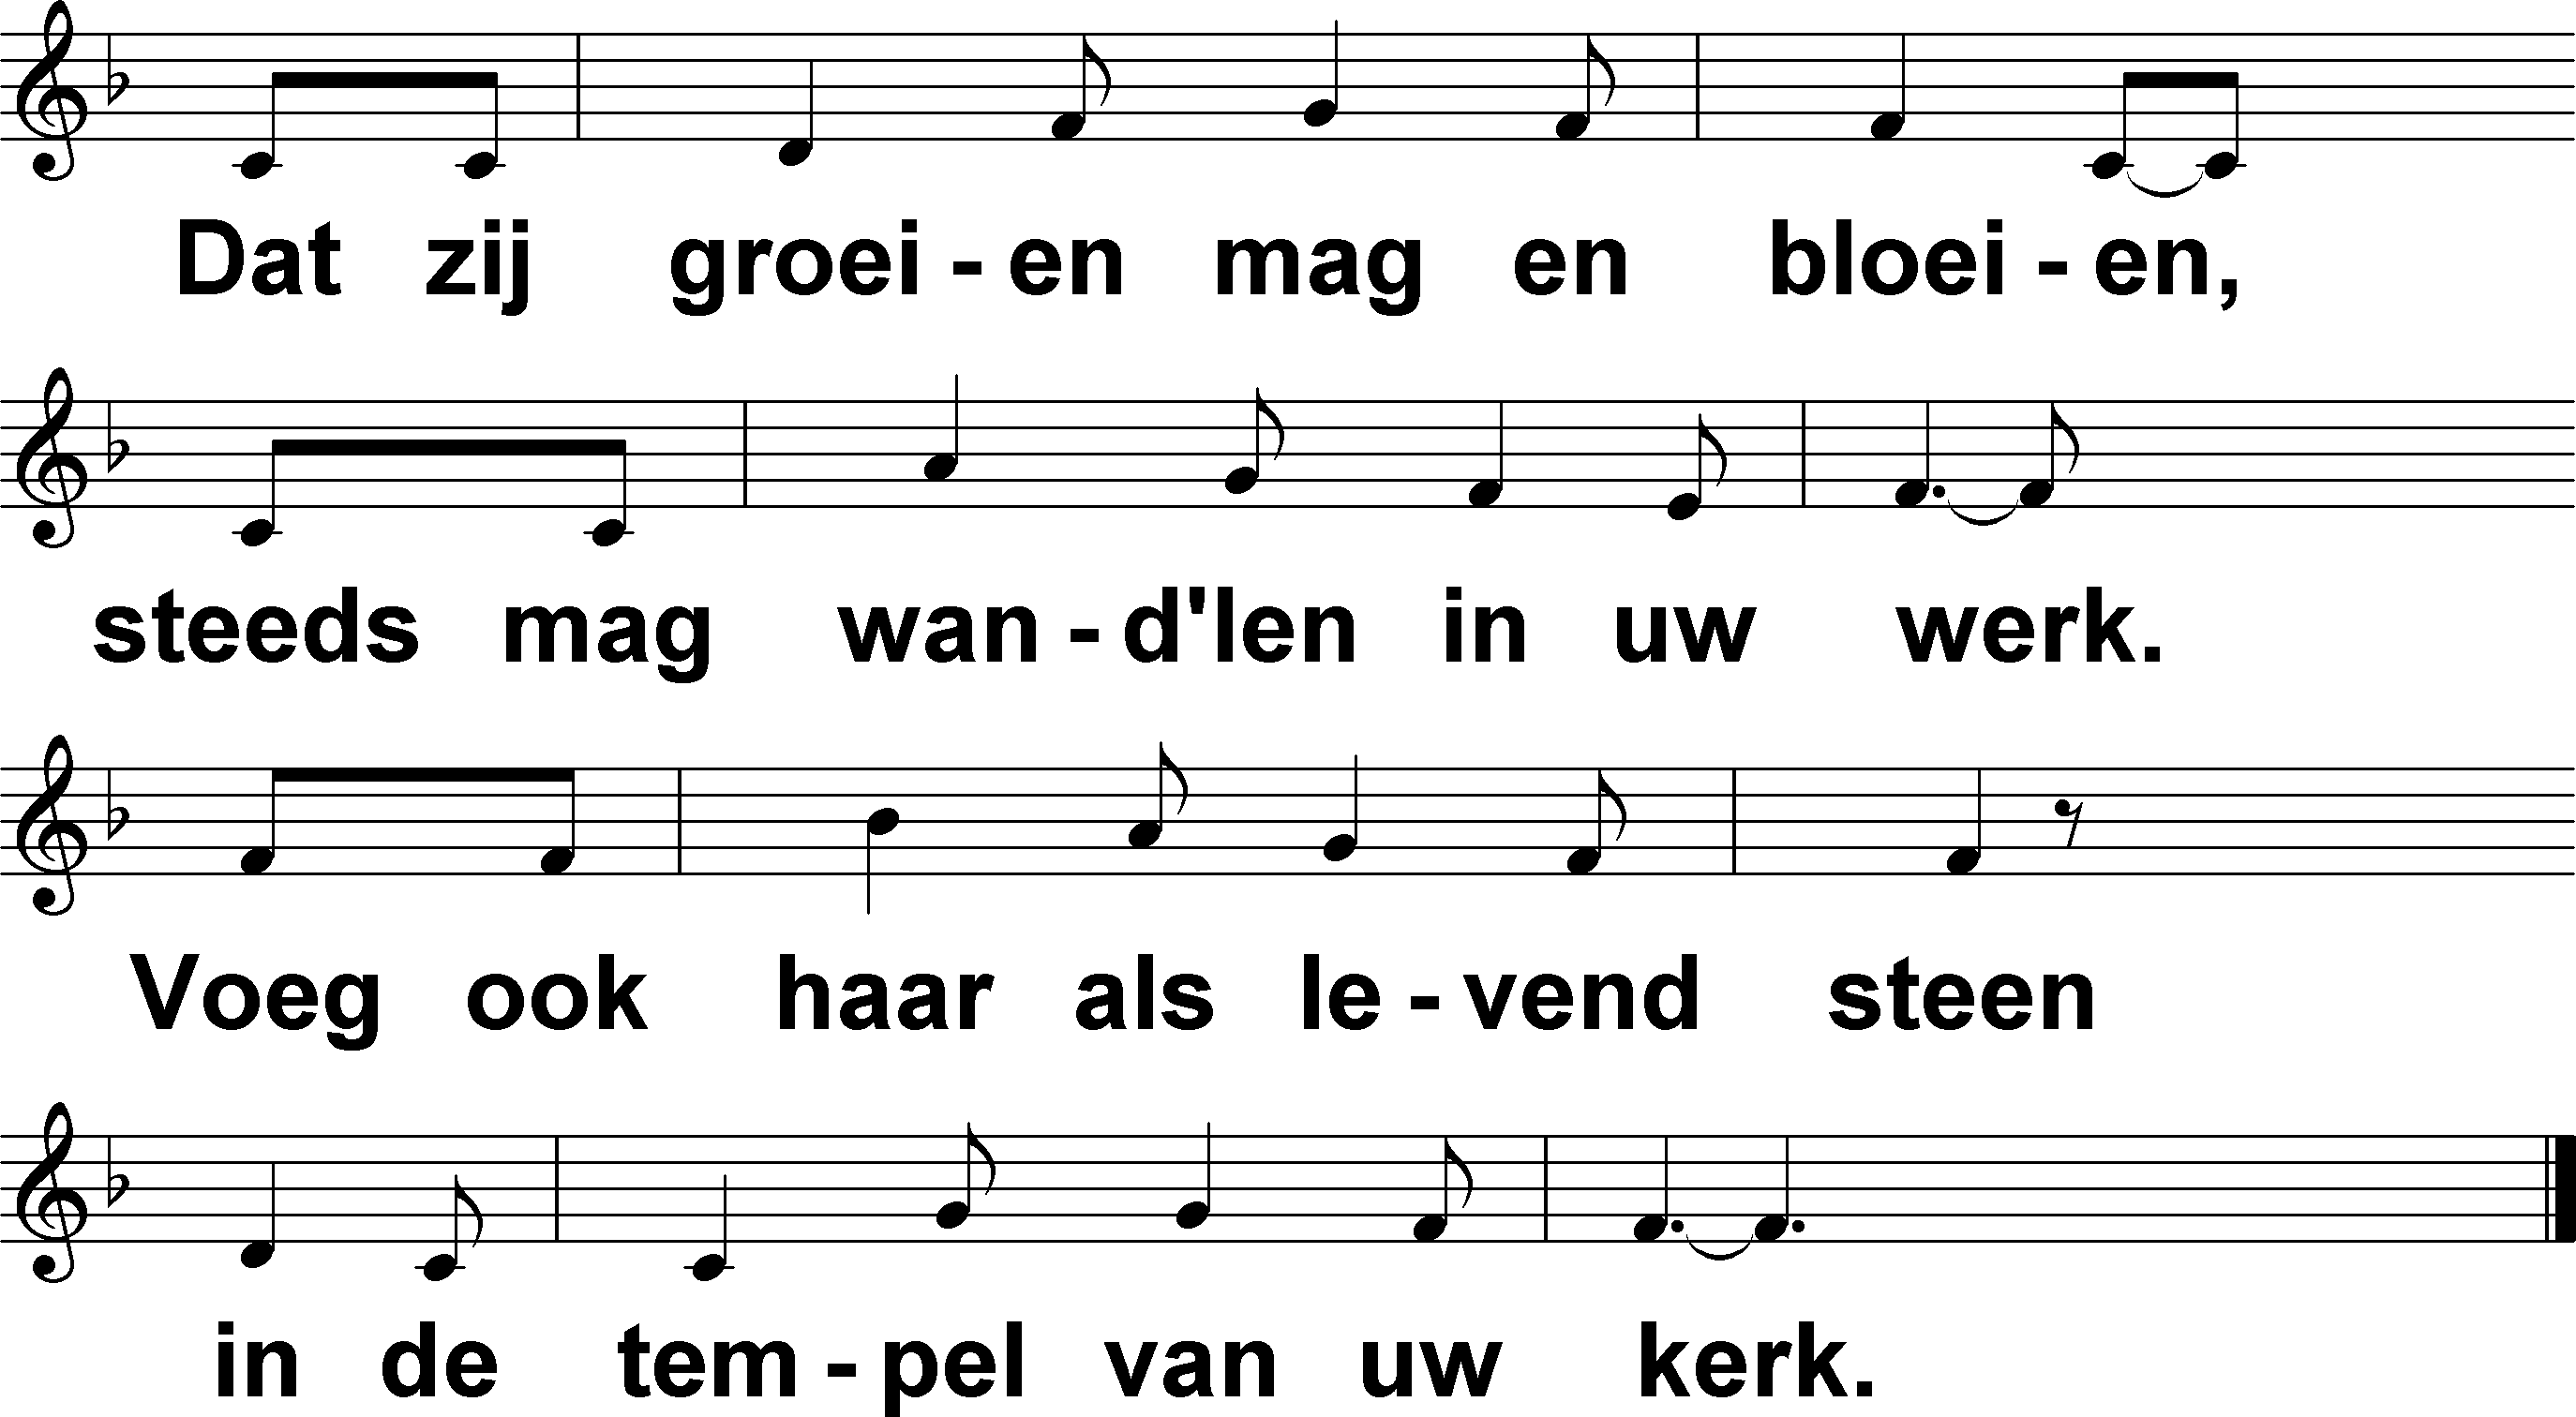 Dat zij groei - en mag en bloei - en,
steeds mag wan - d'len in uw werk.
Voeg ook haar als le - vend steen
in de tem - pel van uw kerk.